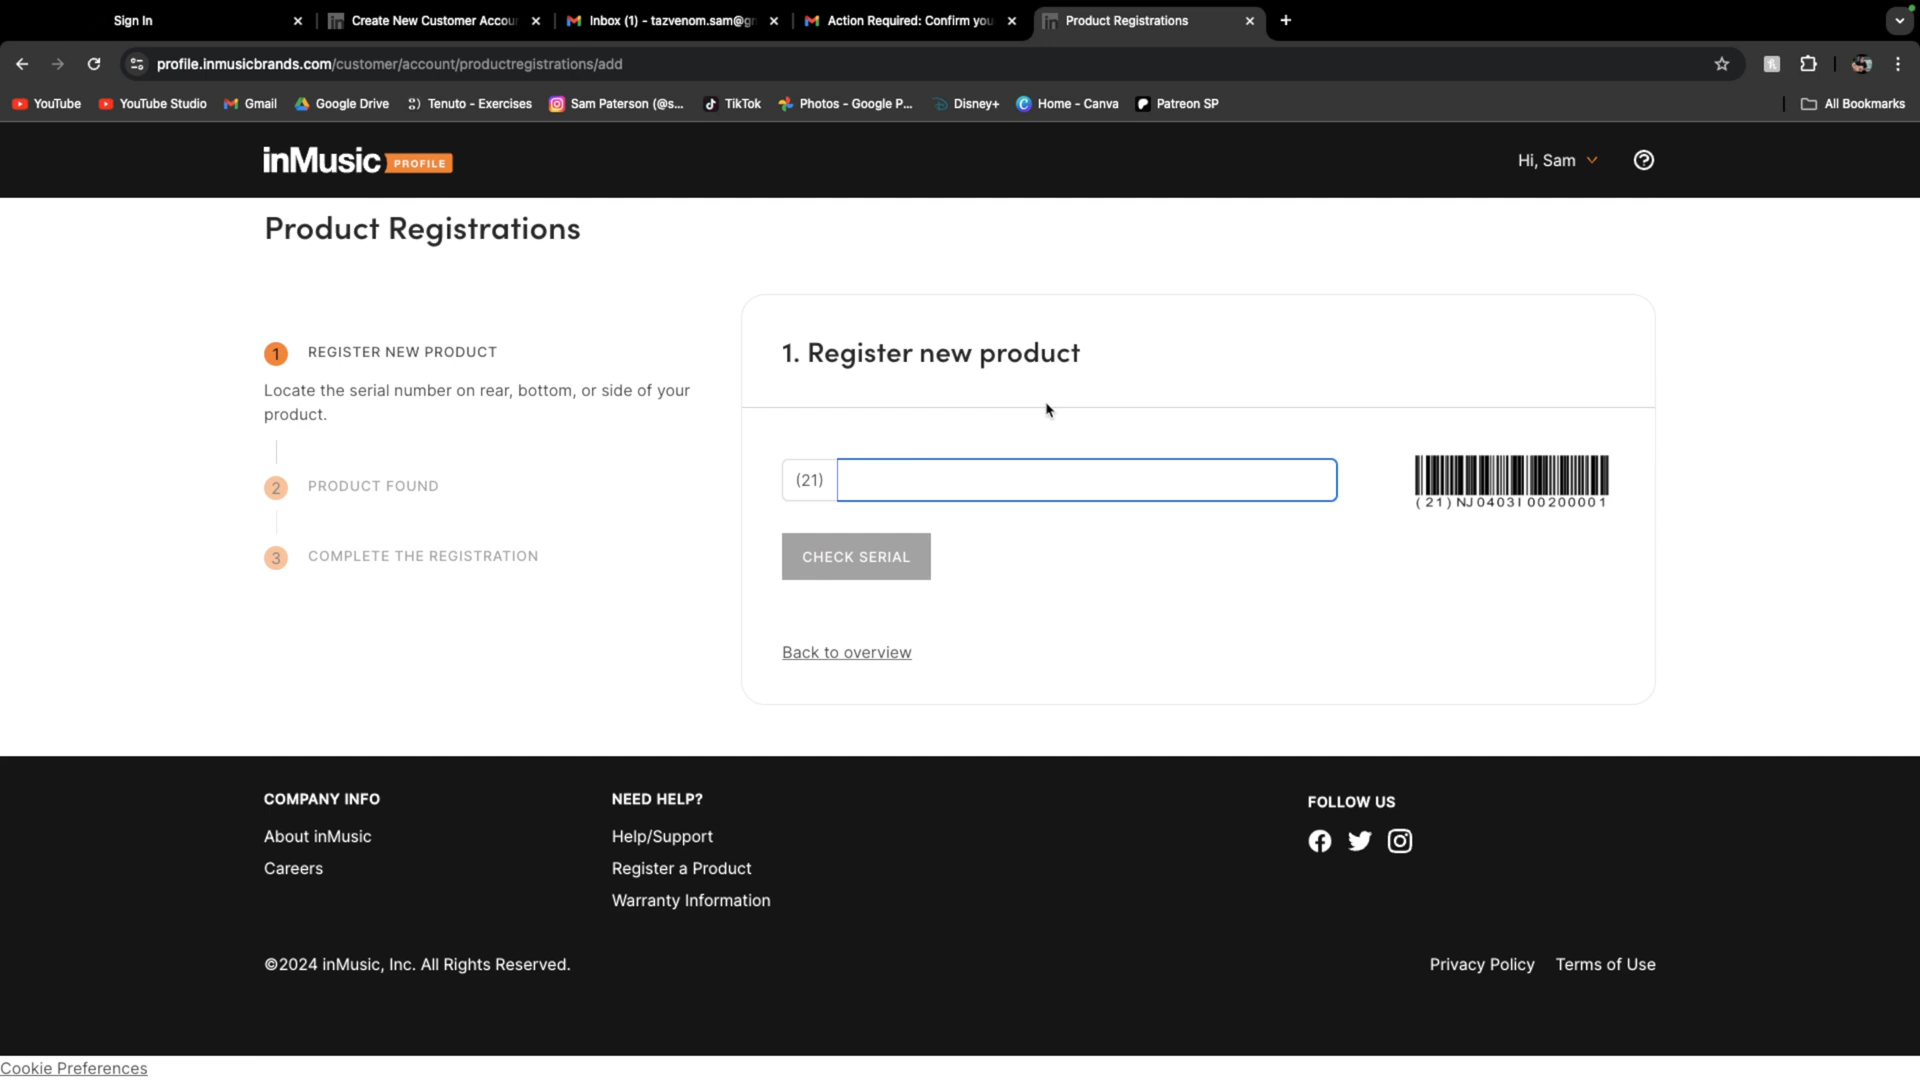 Sign In
Create New Customer Accou
Inbox (1) - tazvenom.sam@gm
Action Required: Confirm you
Product Registrations
profile.inmusicbrands.com/customer/account/productregistrations/add
YouTube
YouTube Studio
Gmail
Google Drive
Tenuto - Exercises
Sam Paterson (@s...
TikTok
Photos - Google P...
Disney+
Home - Canva
Patreon SP
All Bookmarks
inMusic PROFILE
Hi, Sam
Product Registrations
1 REGISTER NEW PRODUCT
Locate the serial number on rear, bottom, or side of your
product.
2 PRODUCT FOUND
3 COMPLETE THE REGISTRATION
1. Register new product
(21)
(21)NJ0403I00200001
CHECK SERIAL
Back to overview
COMPANY INFO
About inMusic
Careers
NEED HELP?
Help/Support
Register a Product
Warranty Information
FOLLOW US
©2024 inMusic, Inc. All Rights Reserved.
Privacy Policy
Terms of Use
Cookie Preferences